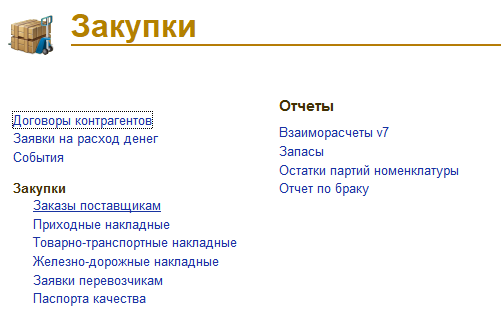 Закупки
Договоры контрагентов
Заявки на расход денег
События
Закупки
Заказы поставщикам
Приходные накладные
Товарно-транспортные накладные
Железно-дорожные накладные
Заявки перевозчикам
Паспорта качества
Отчеты
Взаиморасчеты v7
Запасы
Остатки партий номенклатуры
Отчет по браку